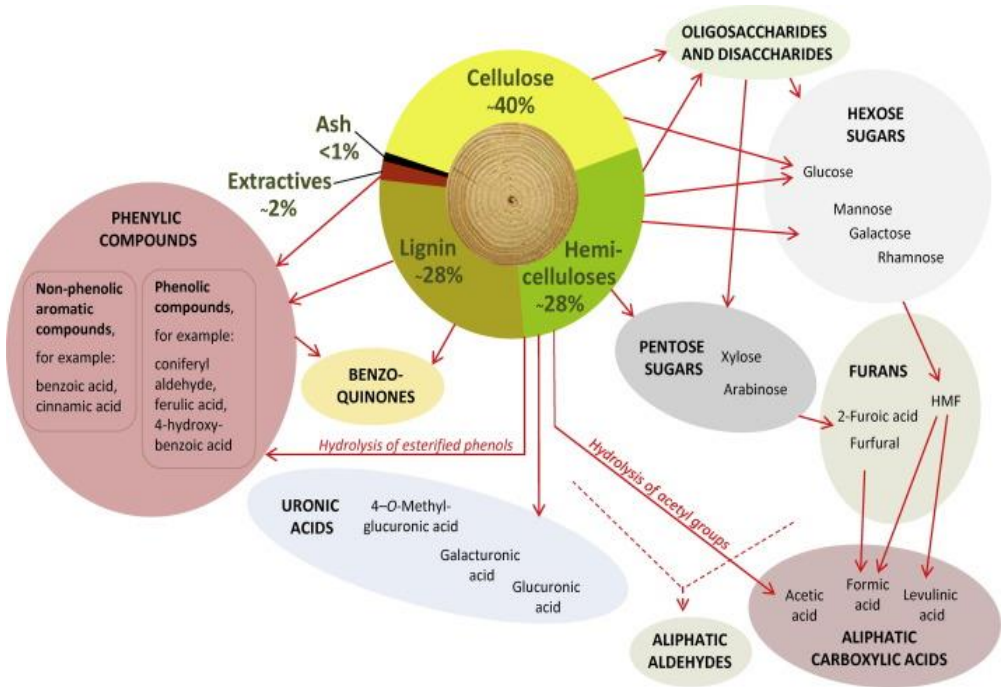 OLIGOSACCHARIDES
AND DISACCHARIDES
Cellulose
~40%
Ash
<1%
Extractives
~2%
Lignin
~28%
Hemi-
celluloses
~28%
HEXOSE
SUGARS
Glucose
Mannose
Galactose
Rhamnose
PHENYLIC
COMPOUNDS
Non-phenolic
aromatic
compounds,
for example:
benzoic acid,
cinnamic acid
Phenolic
compounds,
for example:
coniferyl
aldehyde,
ferulic acid,
4-hydroxy-
benzoic acid
BENZO-
QUINONES
PENTOSE
SUGARS
Xylose
Arabinose
FURANS
HMF
2-Furoic acid
Furfural
Hydrolysis of esterified phenols
Hydrolysis of acetyl groups
URONIC
ACIDS
4–O-Methyl-
glucuronic acid
Galacturonic
acid
Glucuronic
acid
ALIPHATIC
ALDEHYDES
Acetic
acid
Formic
acid
Levulinic
acid
ALIPHATIC
CARBOXYLIC ACIDS